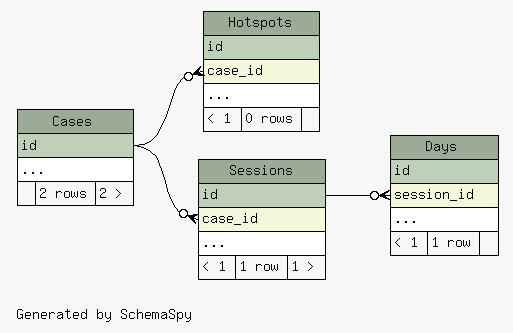 Hotspots
id
case_id
...
< 1 0 rows
Cases
id
...
2 rows 2 >
Sessions
id
case_id
...
< 1 1 row 1 >
Days
id
session_id
...
< 1 1 row
Generated by SchemaSpy